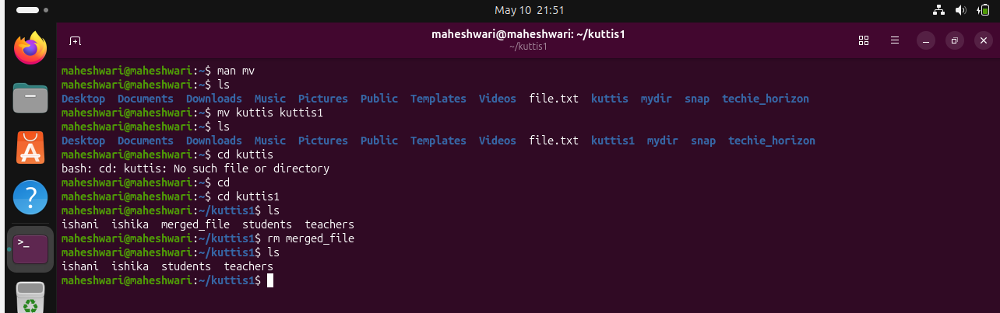 May 10 21:51
maheshwari@maheshwari: ~/kuttis1
~/kuttis1
maheshwari@maheshwari:~$ man mv
maheshwari@maheshwari:~$ ls
Desktop Documents Downloads Music Pictures Public Templates Videos file.txt kuttis mydir snap techie_horizon
maheshwari@maheshwari:~$ mv kuttis kuttis1
maheshwari@maheshwari:~$ ls
Desktop Documents Downloads Music Pictures Public Templates Videos file.txt kuttis1 mydir snap techie_horizon
maheshwari@maheshwari:~$ cd kuttis
bash: cd: kuttis: No such file or directory
maheshwari@maheshwari:~$ cd
maheshwari@maheshwari:~$ cd kuttis1
maheshwari@maheshwari:~/kuttis1$ ls
ishani ishika merged_file students teachers
maheshwari@maheshwari:~/kuttis1$ rm merged_file
maheshwari@maheshwari:~/kuttis1$ ls
ishani ishika students teachers
maheshwari@maheshwari:~/kuttis1$